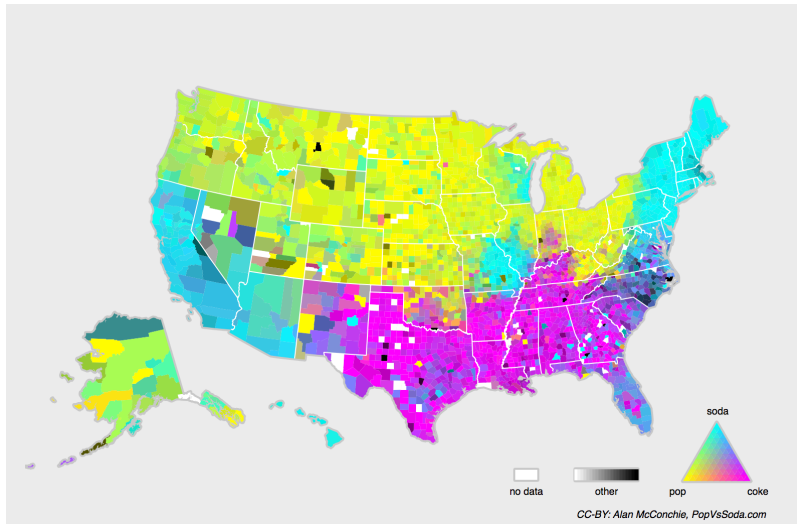 soda
no data
other
pop
coke
CC-BY: Alan McConchie, PopVsSoda.com